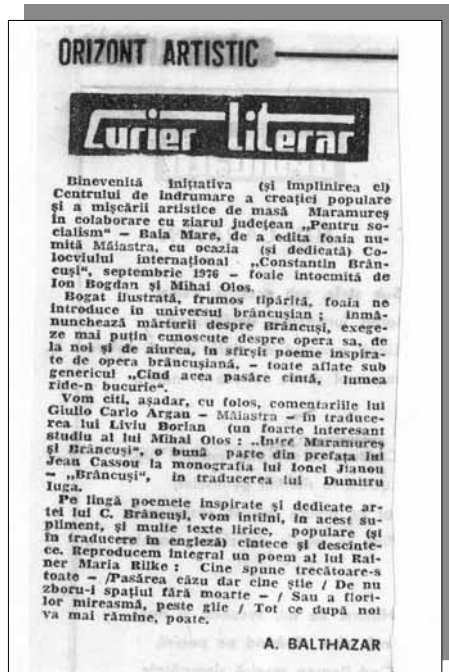 ORIZONT ARTISTIC
Curier literar
Binevenită inițiativa (și împlinirea ei)
Centrului de îndrumare a creației populare
și a mișcării artistice de masă Maramureș
în colaborare cu ziarul județean „Pentru so-
cialism“ – Baia Mare, de a edita foaia nu-
mită Măiastra, cu ocazia (și dedicată) Co-
locviului internațional „Constantin Brân-
cuși“, septembrie 1976 – foaie întocmită de
Ion Bogdan și Mihai Olos.
Bogat ilustrată, frumos tipărită, foaia ne
introduce în universul brâncușian ; înmă-
nunchează mărturii despre Brâncuși, exege-
ze mai puțin cunoscute despre opera sa, de
la noi și de aiurea, în sfîrșit poeme inspira-
te de opera brâncușiană, – toate aflate sub
genericul „Cînd acea pasăre cîntă, lumea
ride-n bucurie“.
Vom citi, așadar, cu folos, comentariile lui
Giulio Carlo Argan – Măiastra – în traduce-
rea lui Liviu Borlan (un foarte interesant
studiu al lui Mihai Olos : „Între Maramureș
și Brâncuși“, o bună parte din prefața lui
Jean Cassou la monografia lui Ionel Jianou
– „Brâncuși“, în traducerea lui Dumitru
Iuga.
Pe lîngă poemele inspirate și dedicate ar-
tei lui C. Brâncuși, vom întîlni, în acest su-
pliment, și multe texte lirice, populare (și
în traducere în engleză) cîntece și descînte-
ce. Reproducem integral un poem al lui Rai-
ner Maria Rilke : Cine spune trecătoare-s
toate – /Pasărea căzu dar cine știe / De nu
zboru-i spațiul fără moarte – / Sau a flori-
lor mireasmă, peste glie / Tot ce după noi
va mai rămîne, poate.
A. BALTHAZAR